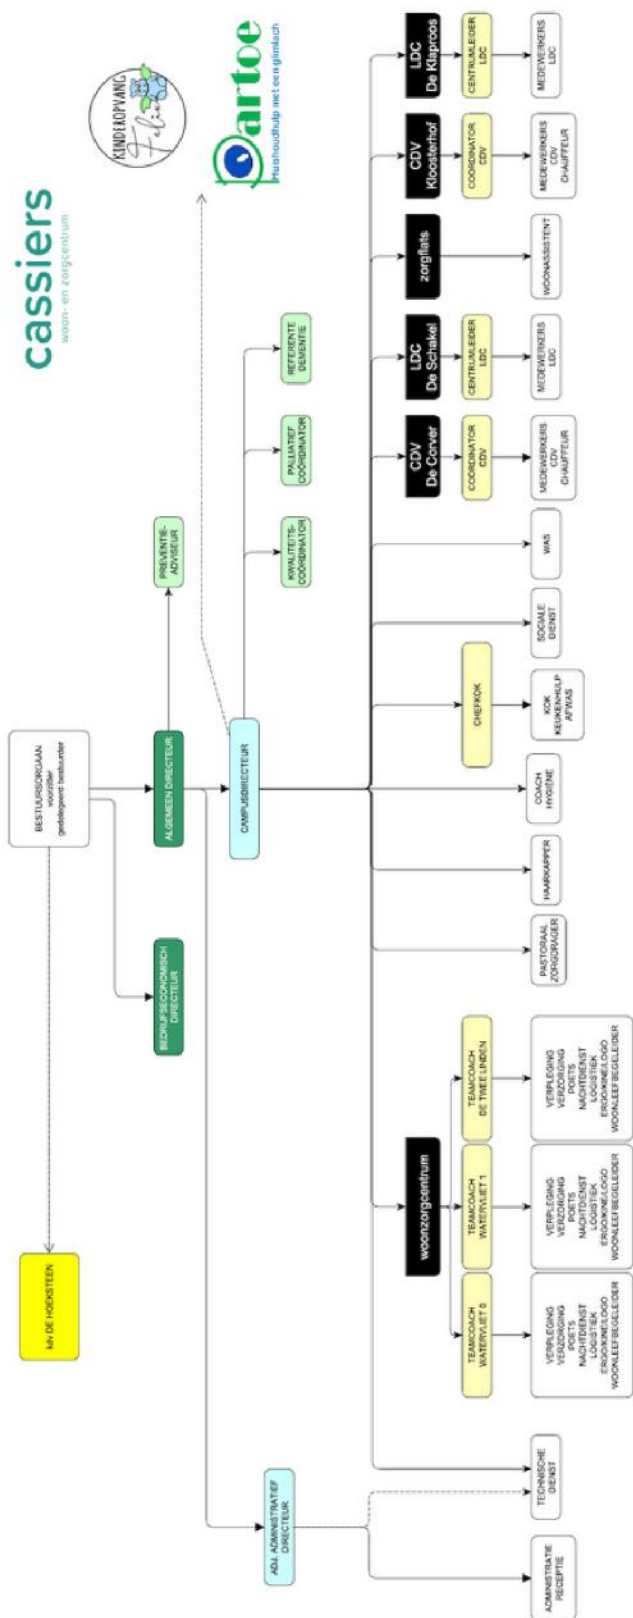 cassiers
woon- en zorgcentrum
KINDEROPVANG
Felix
Partoe
Huishoudhulp met een glimlach
BESTUURSORGAAN
voorzitter
gedelegeerd bestuurder
kdv DE HOEKSTEEN
BEDRIJFSECONOMISCH
DIRECTEUR
ALGEMEEN DIRECTEUR
PREVENTIE-
ADVISEUR
ADJ. ADMINISTRATIEF
DIRECTEUR
CAMPUSDIRECTEUR
KWALITEITS-
COÖRDINATOR
PALLIATIEF
COÖRDINATOR
REFERENTE
DEMENTIE
woonzorgcentrum
CDV
De Corver
LDC
De Schakel
zorgflats
CDV
Kloosterhof
LDC
De Klaproos
TEAMCOACH
WATERVLIET 0
TEAMCOACH
WATERVLIET 1
TEAMCOACH
DE TWEE LINDEN
CHEFKOK
COÖRDINATOR
CDV
CENTRUMLEIDER
LDC
COÖRDINATOR
CDV
CENTRUMLEIDER
LDC
ADMINISTRATIE
RECEPTIE
TECHNISCHE
DIENST
VERPLEGING
VERZORGING
POETS
NACHTDIENST
LOGISTIEK
ERGO/KINE/LOGO
WOONLEEFBEGELEIDER
VERPLEGING
VERZORGING
POETS
NACHTDIENST
LOGISTIEK
ERGO/KINE/LOGO
WOONLEEFBEGELEIDER
VERPLEGING
VERZORGING
POETS
NACHTDIENST
LOGISTIEK
ERGO/KINE/LOGO
WOONLEEFBEGELEIDER
PASTORAAL
ZORGDRAGER
HAARKAPPER
COACH
HYGIËNE
KOK
KEUKENHULP
AFWAS
SOCIALE
DIENST
WAS
MEDEWERKERS
CDV
CHAUFFEUR
MEDEWERKERS
LDC
WOONASSISTENT
MEDEWERKERS
CDV
CHAUFFEUR
MEDEWERKERS
LDC